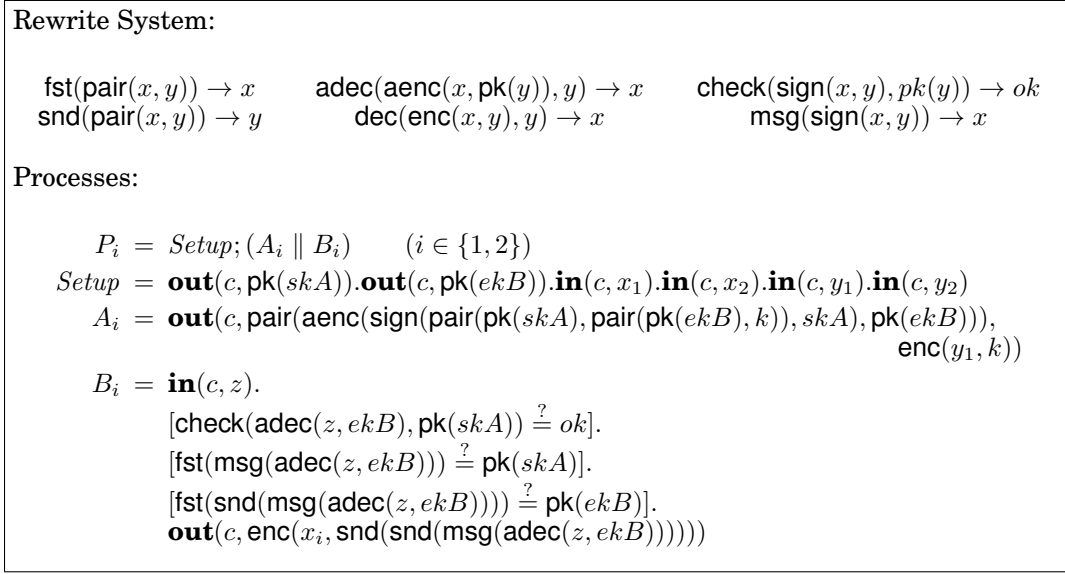 Rewrite System:
fst(pair(x, y)) → x    adec(aenc(x, pk(y)), y) → x    check(sign(x, y), pk(y)) → ok
snd(pair(x, y)) → y    dec(enc(x, y), y) → x    msg(sign(x, y)) → x
Processes:
P_i = Setup; (A_i ∥ B_i)    (i ∈ {1, 2})
Setup = out(c, pk(skA)).out(c, pk(ekB)).in(c, x_1).in(c, x_2).in(c, y_1).in(c, y_2)
A_i = out(c, pair(aenc(sign(pair(pk(skA), pair(pk(ekB), k)), skA), pk(ekB))),
enc(y_1, k))
B_i = in(c, z).
[check(adec(z, ekB), pk(skA)) ≟ ok].
[fst(msg(adec(z, ekB))) ≟ pk(skA)].
[fst(snd(msg(adec(z, ekB)))) ≟ pk(ekB)].
out(c, enc(x_i, snd(snd(msg(adec(z, ekB))))))